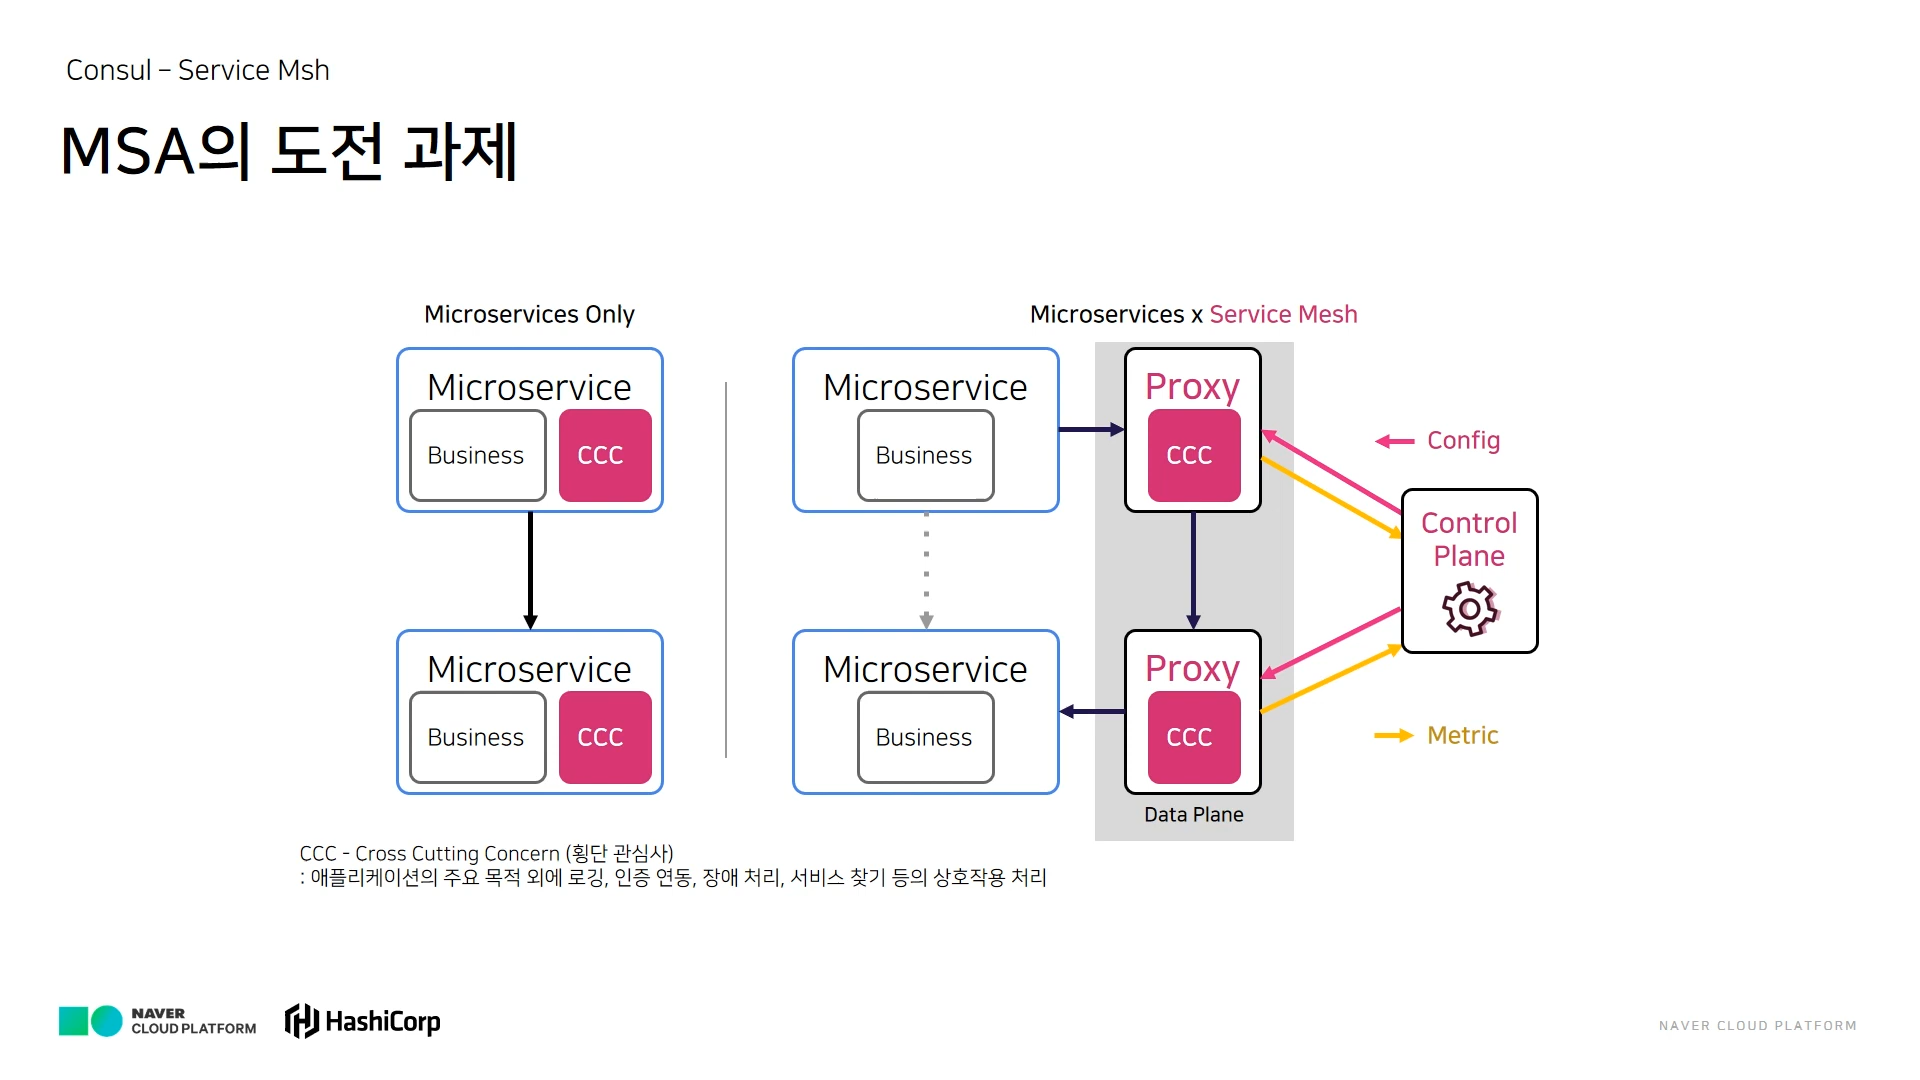 Consul – Service Msh
MSA의 도전 과제
Microservices Only
Microservice
Business
CCC
Microservice
Business
CCC
Microservices x Service Mesh
Microservice
Business
Proxy
CCC
Microservice
Business
Proxy
CCC
Data Plane
Config
Control
Plane
Metric
CCC - Cross Cutting Concern (횡단 관심사)
: 애플리케이션의 주요 목적 외에 로깅, 인증 연동, 장애 처리, 서비스 찾기 등의 상호작용 처리
NAVER
CLOUD PLATFORM
HashiCorp
NAVER CLOUD PLATFORM